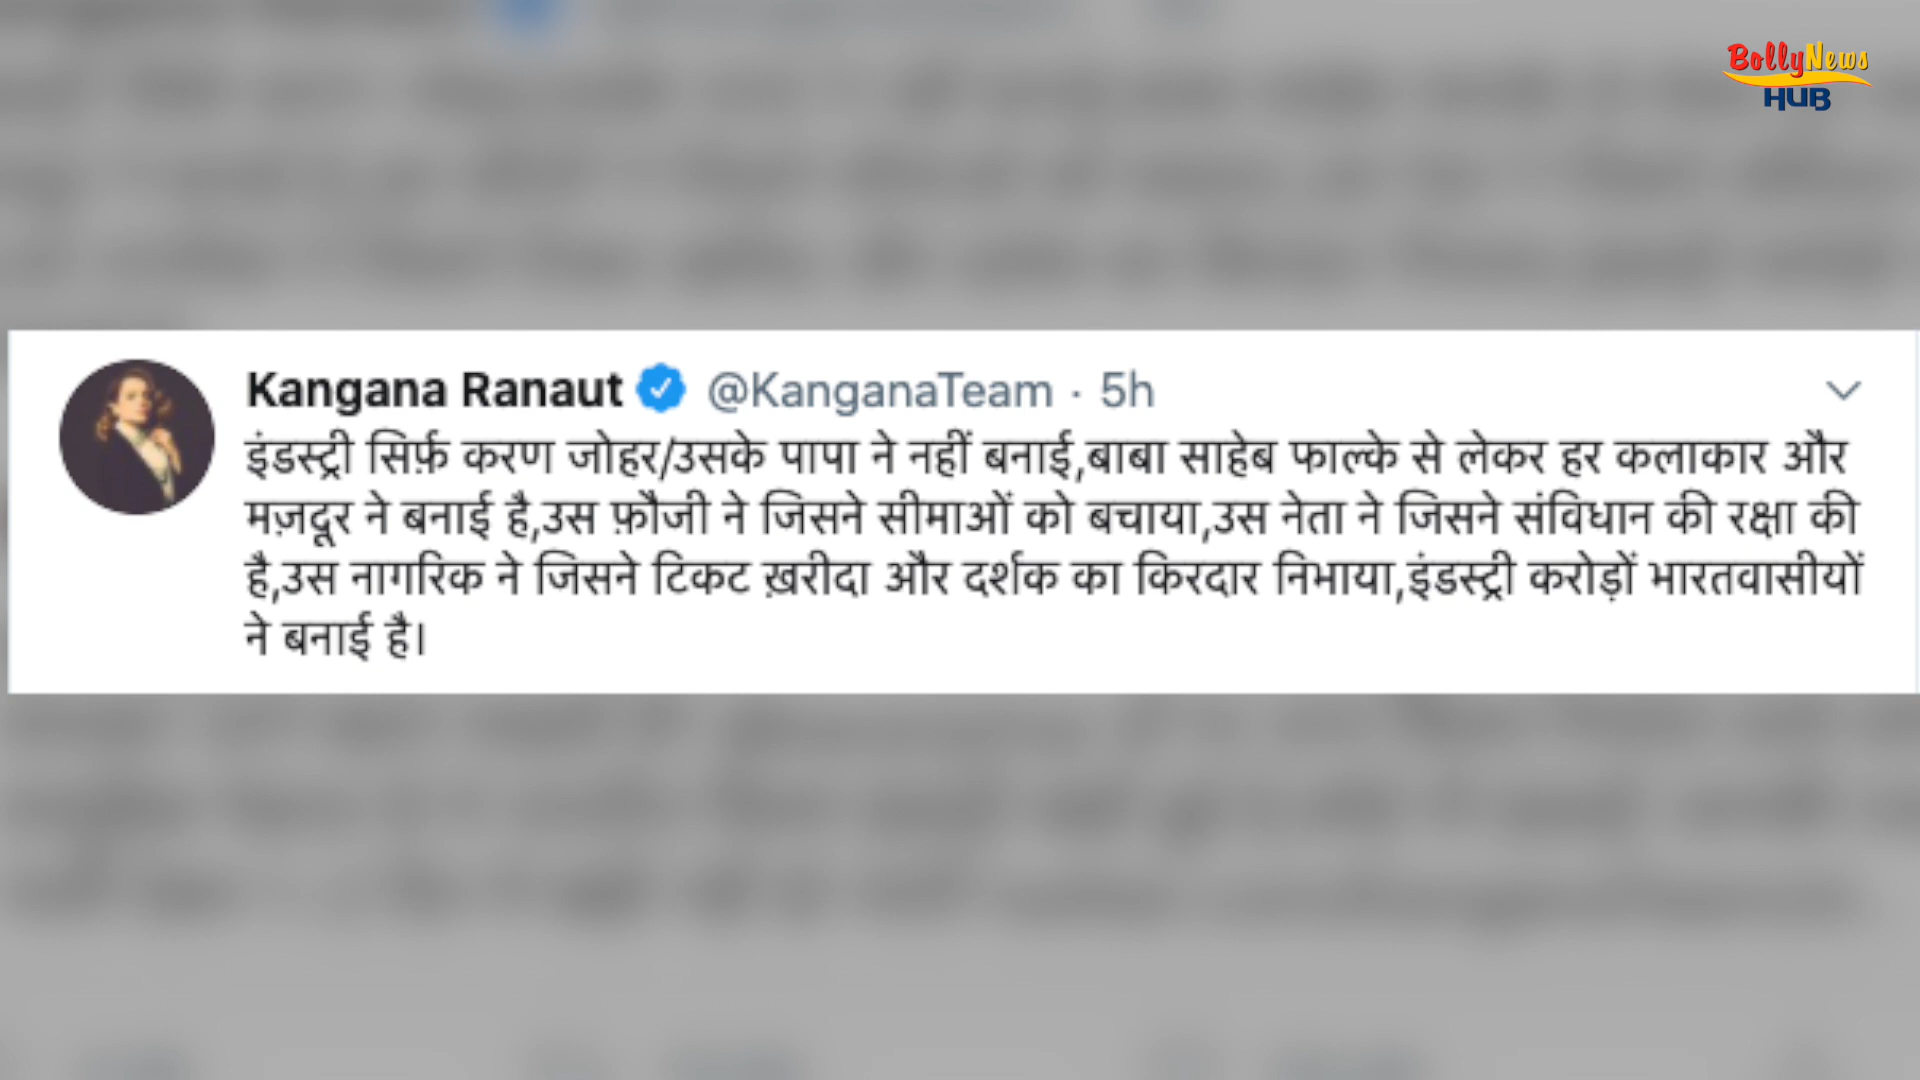 BollyNews
HUB
Kangana Ranaut @KanganaTeam · 5h
इंडस्ट्री सिर्फ़ करण जोहर/उसके पापा ने नहीं बनाई,बाबा साहेब फाल्के से लेकर हर कलाकार और
मज़दूर ने बनाई है,उस फ़ौजी ने जिसने सीमाओं को बचाया,उस नेता ने जिसने संविधान की रक्षा की
है,उस नागरिक ने जिसने टिकट ख़रीदा और दर्शक का किरदार निभाया,इंडस्ट्री करोड़ों भारतवासीयों
ने बनाई है।